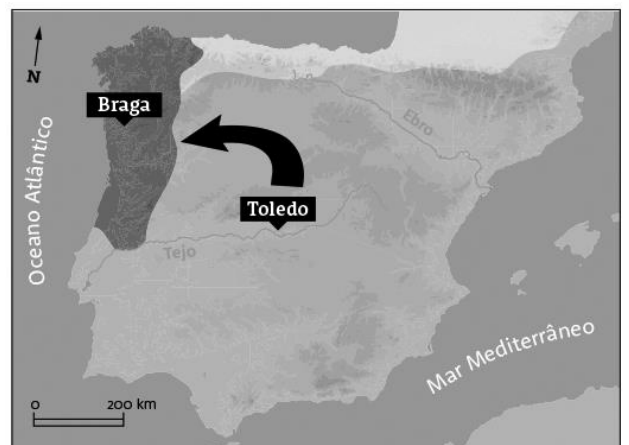 N
Braga
Oceano Atlântico
Ebro
Toledo
Tejo
Mar Mediterrâneo
0 200 km